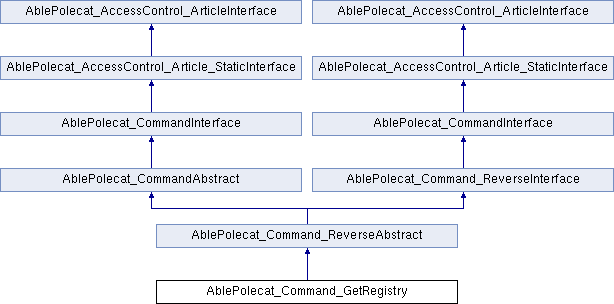 AblePolecat_AccessControl_ArticleInterface
AblePolecat_AccessControl_ArticleInterface
AblePolecat_AccessControl_Article_StaticInterface
AblePolecat_AccessControl_Article_StaticInterface
AblePolecat_CommandInterface
AblePolecat_CommandInterface
AblePolecat_CommandAbstract
AblePolecat_Command_ReverseInterface
AblePolecat_Command_ReverseAbstract
AblePolecat_Command_GetRegistry